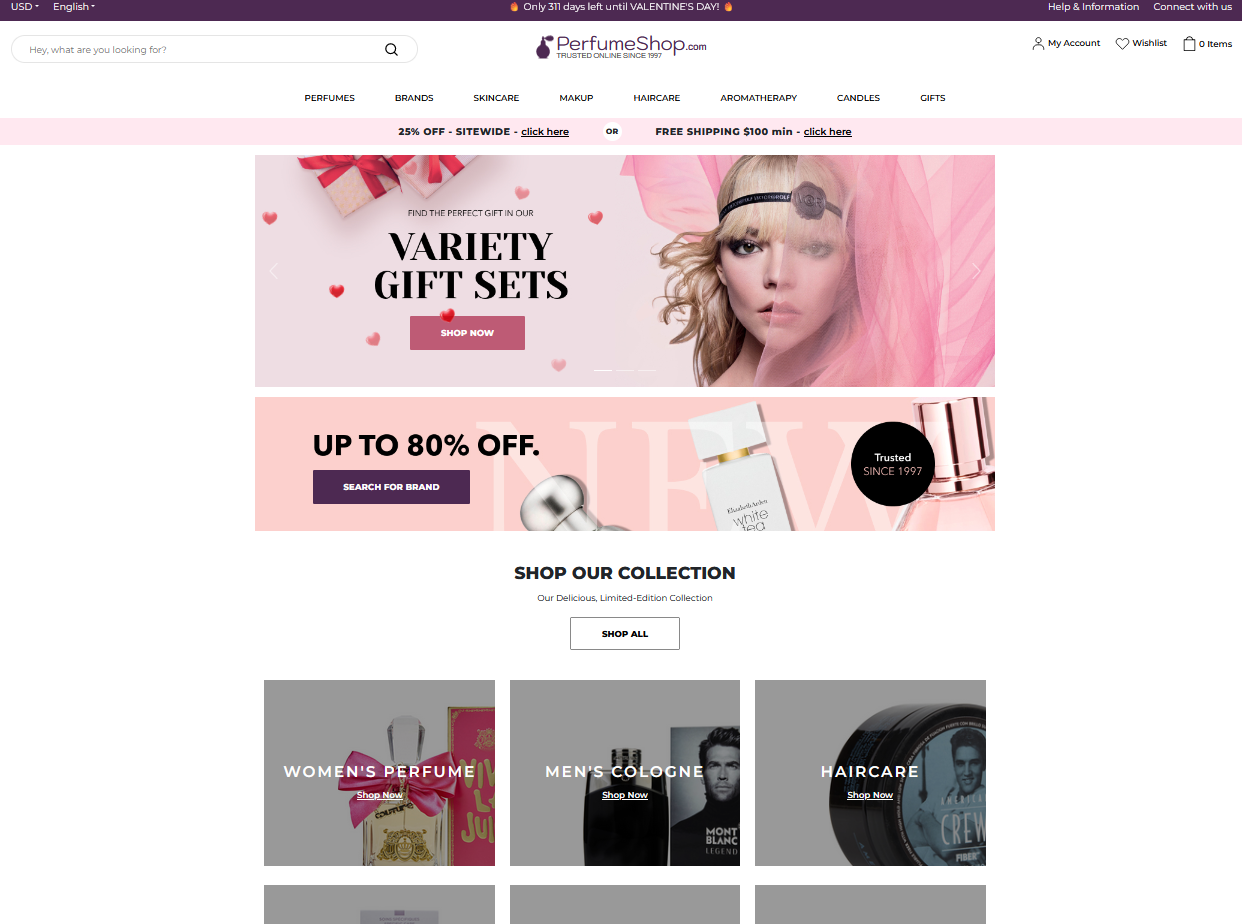 USD
English
Only 311 days left until VALENTINE'S DAY!
Help & Information
Connect with us
Hey, what are you looking for?
PerfumeShop.com
TRUSTED ONLINE SINCE 1997
My Account
Wishlist
0 Items
PERFUMES
BRANDS
SKINCARE
MAKUP
HAIRCARE
AROMATHERAPY
CANDLES
GIFTS
25% OFF - SITEWIDE - click here
OR
FREE SHIPPING $100 min - click here
FIND THE PERFECT GIFT IN OUR
VARIETY
GIFT SETS
SHOP NOW
UP TO 80% OFF.
SEARCH FOR BRAND
NEW
Elizabeth Arden
white
tea
Trusted
SINCE 1997
SHOP OUR COLLECTION
Our Delicious, Limited-Edition Collection
SHOP ALL
WOMEN'S PERFUME
Shop Now
couture
VIV
L
JUI
MEN'S COLOGNE
Shop Now
MONT
BLANC
LEGEND
HAIRCARE
Shop Now
AMERICA
CREW
FIBER